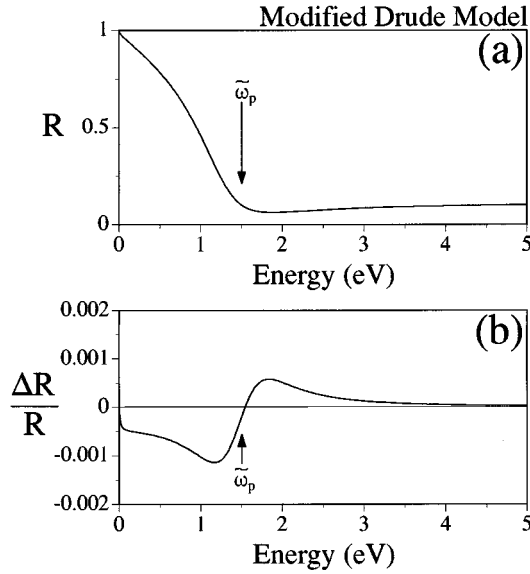 Modified Drude Model
(a)
1
0.5
0
R
ω̃p
0 1 2 3 4 5
Energy (eV)
(b)
0.002
0.001
0
-0.001
-0.002
ΔR
R
ω̃p
0 1 2 3 4 5
Energy (eV)